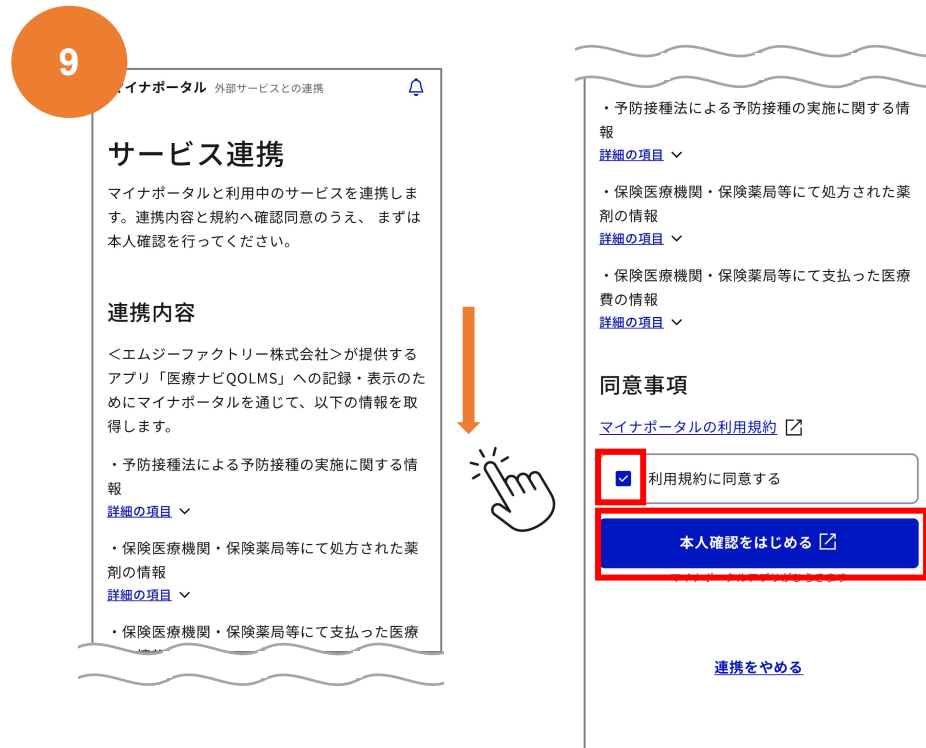 9
イナポータル 外部サービスとの連携
サービス連携
マイナポータルと利用中のサービスを連携しま
す。連携内容と規約へ確認同意のうえ、 まずは
本人確認を行ってください。
連携内容
＜エムジーファクトリー株式会社＞が提供する
アプリ「医療ナビQOLMS」への記録・表示のた
めにマイナポータルを通じて、以下の情報を取
得します。
・予防接種法による予防接種の実施に関する情
報
詳細の項目
・保険医療機関・保険薬局等にて処方された薬
剤の情報
詳細の項目
・保険医療機関・保険薬局等にて支払った医療
・予防接種法による予防接種の実施に関する情
報
詳細の項目
・保険医療機関・保険薬局等にて処方された薬
剤の情報
詳細の項目
・保険医療機関・保険薬局等にて支払った医療
費の情報
詳細の項目
同意事項
マイナポータルの利用規約
利用規約に同意する
本人確認をはじめる
マイナポータルアプリがひらきます
連携をやめる